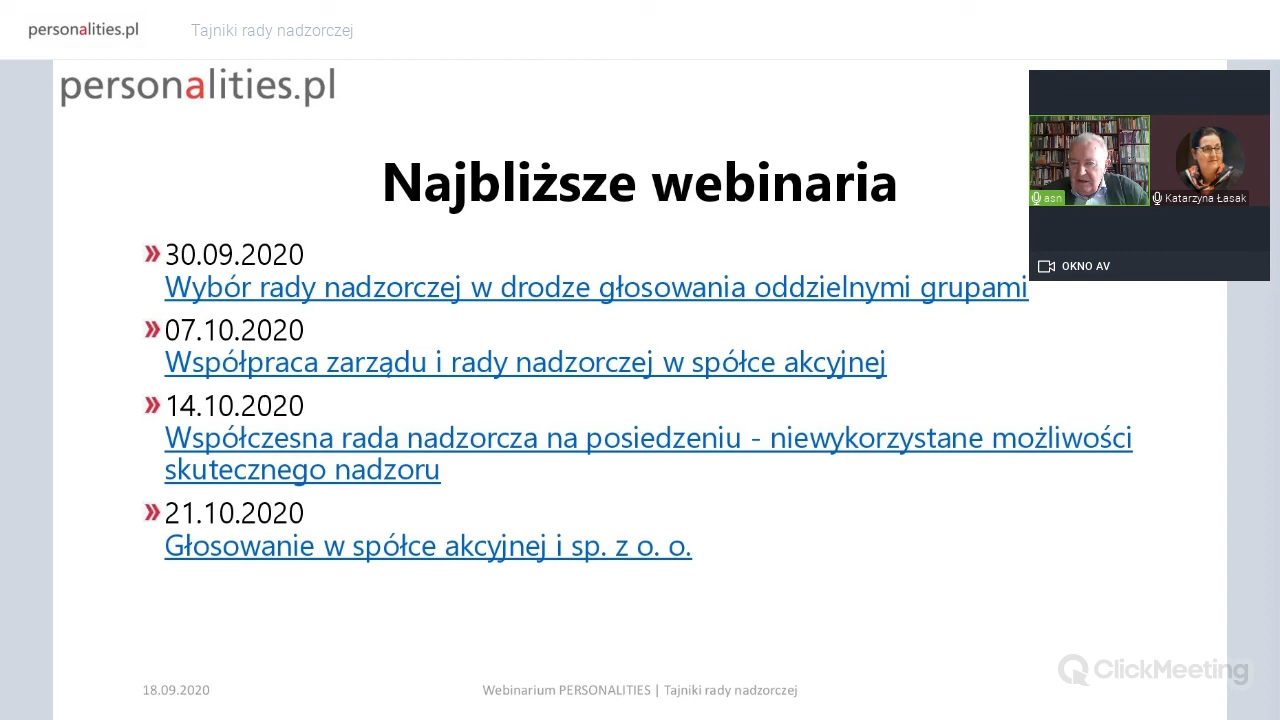 personalities.pl
Tajniki rady nadzorczej
personalities.pl
Najbliższe webinaria
» 30.09.2020
Wybór rady nadzorczej w drodze głosowania oddzielnymi grupami
» 07.10.2020
Współpraca zarządu i rady nadzorczej w spółce akcyjnej
» 14.10.2020
Współczesna rada nadzorcza na posiedzeniu - niewykorzystane możliwości
skutecznego nadzoru
» 21.10.2020
Głosowanie w spółce akcyjnej i sp. z o. o.
asn
Katarzyna Łasak
OKNO AV
18.09.2020
Webinarium PERSONALITIES | Tajniki rady nadzorczej
ClickMeeting